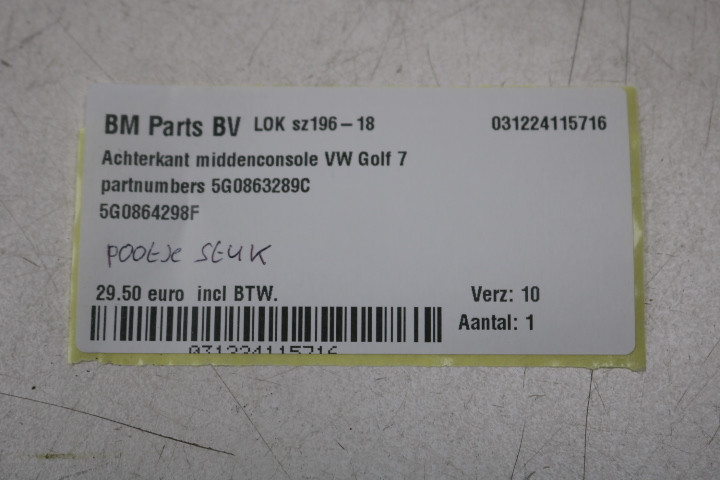 BM Parts BV LOK sz196-18 031224115716
Achterkant middenconsole VW Golf 7
partnumbers 5G0863289C
5G0864298F
pootje stuk
29.50 euro incl BTW. Verz: 10
Aantal: 1
031224115716